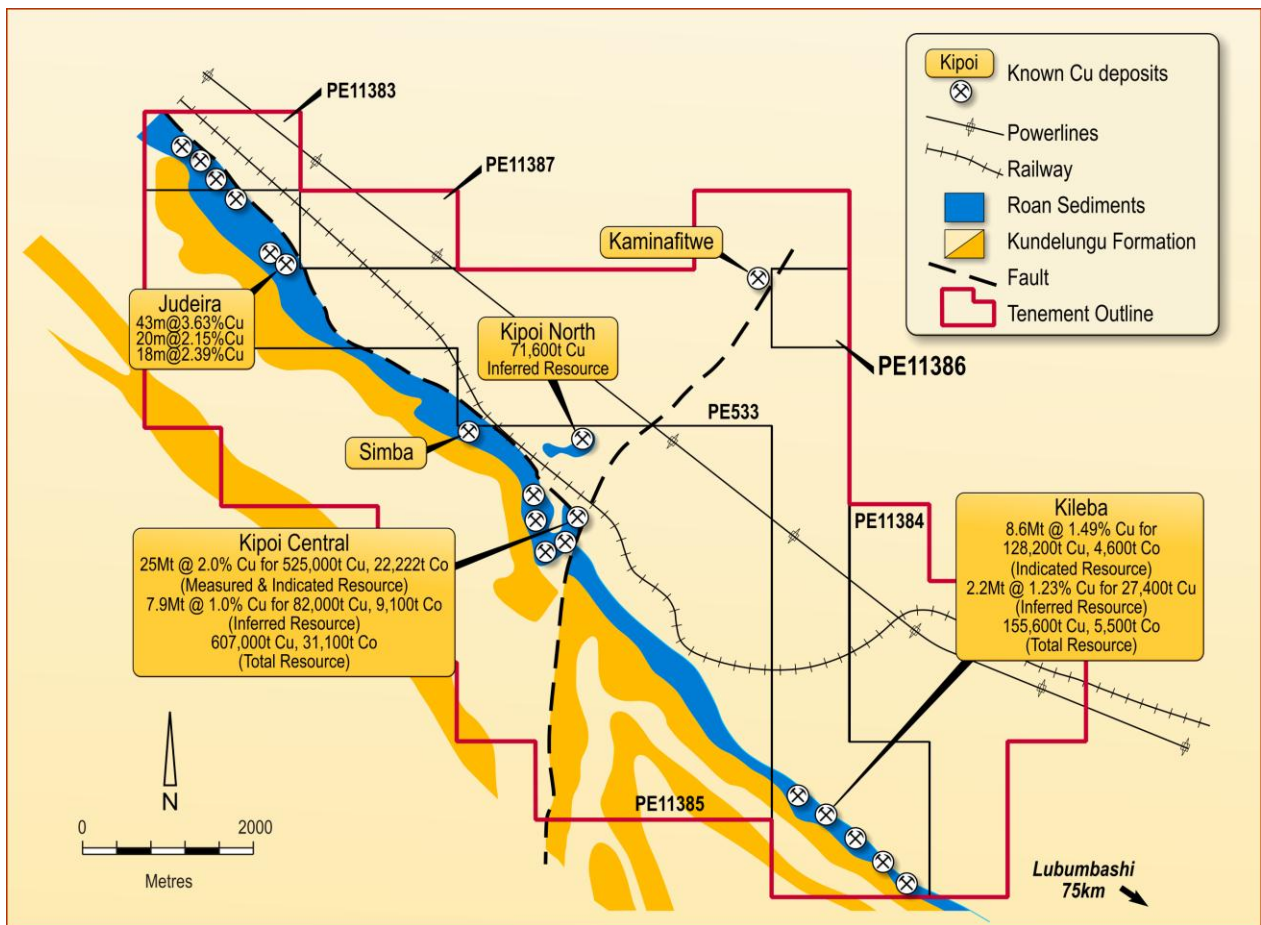 PE11383
PE11387
Kaminafitwe
Judeira
43m@3.63%Cu
20m@2.15%Cu
18m@2.39%Cu
Kipoi North
71,600t Cu
Inferred Resource
PE11386
PE533
Simba
Kipoi Central
25Mt @ 2.0% Cu for 525,000t Cu, 22,222t Co
(Measured & Indicated Resource)
7.9Mt @ 1.0% Cu for 82,000t Cu, 9,100t Co
(Inferred Resource)
607,000t Cu, 31,100t Co
(Total Resource)
PE11384
Kileba
8.6Mt @ 1.49% Cu for
128,200t Cu, 4,600t Co
(Indicated Resource)
2.2Mt @ 1.23% Cu for 27,400t Cu
(Inferred Resource)
155,600t Cu, 5,500t Co
(Total Resource)
PE11385
N
0 2000
Metres
Lubumbashi
75km
Kipoi
Known Cu deposits
Powerlines
Railway
Roan Sediments
Kundelungu Formation
Fault
Tenement Outline